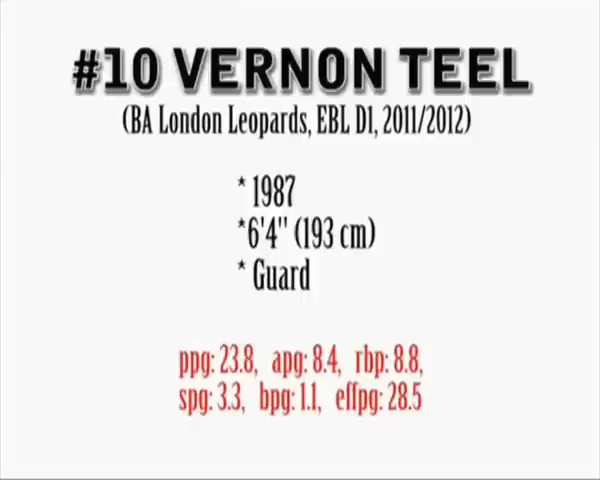 #10 VERNON TEEL
(BA London Leopards, EBL D1, 2011/2012)
* 1987
*6'4" (193 cm)
* Guard
ppg: 23.8, apg: 8.4, rbp: 8.8,
spg: 3.3, bpg: 1.1, effpg: 28.5